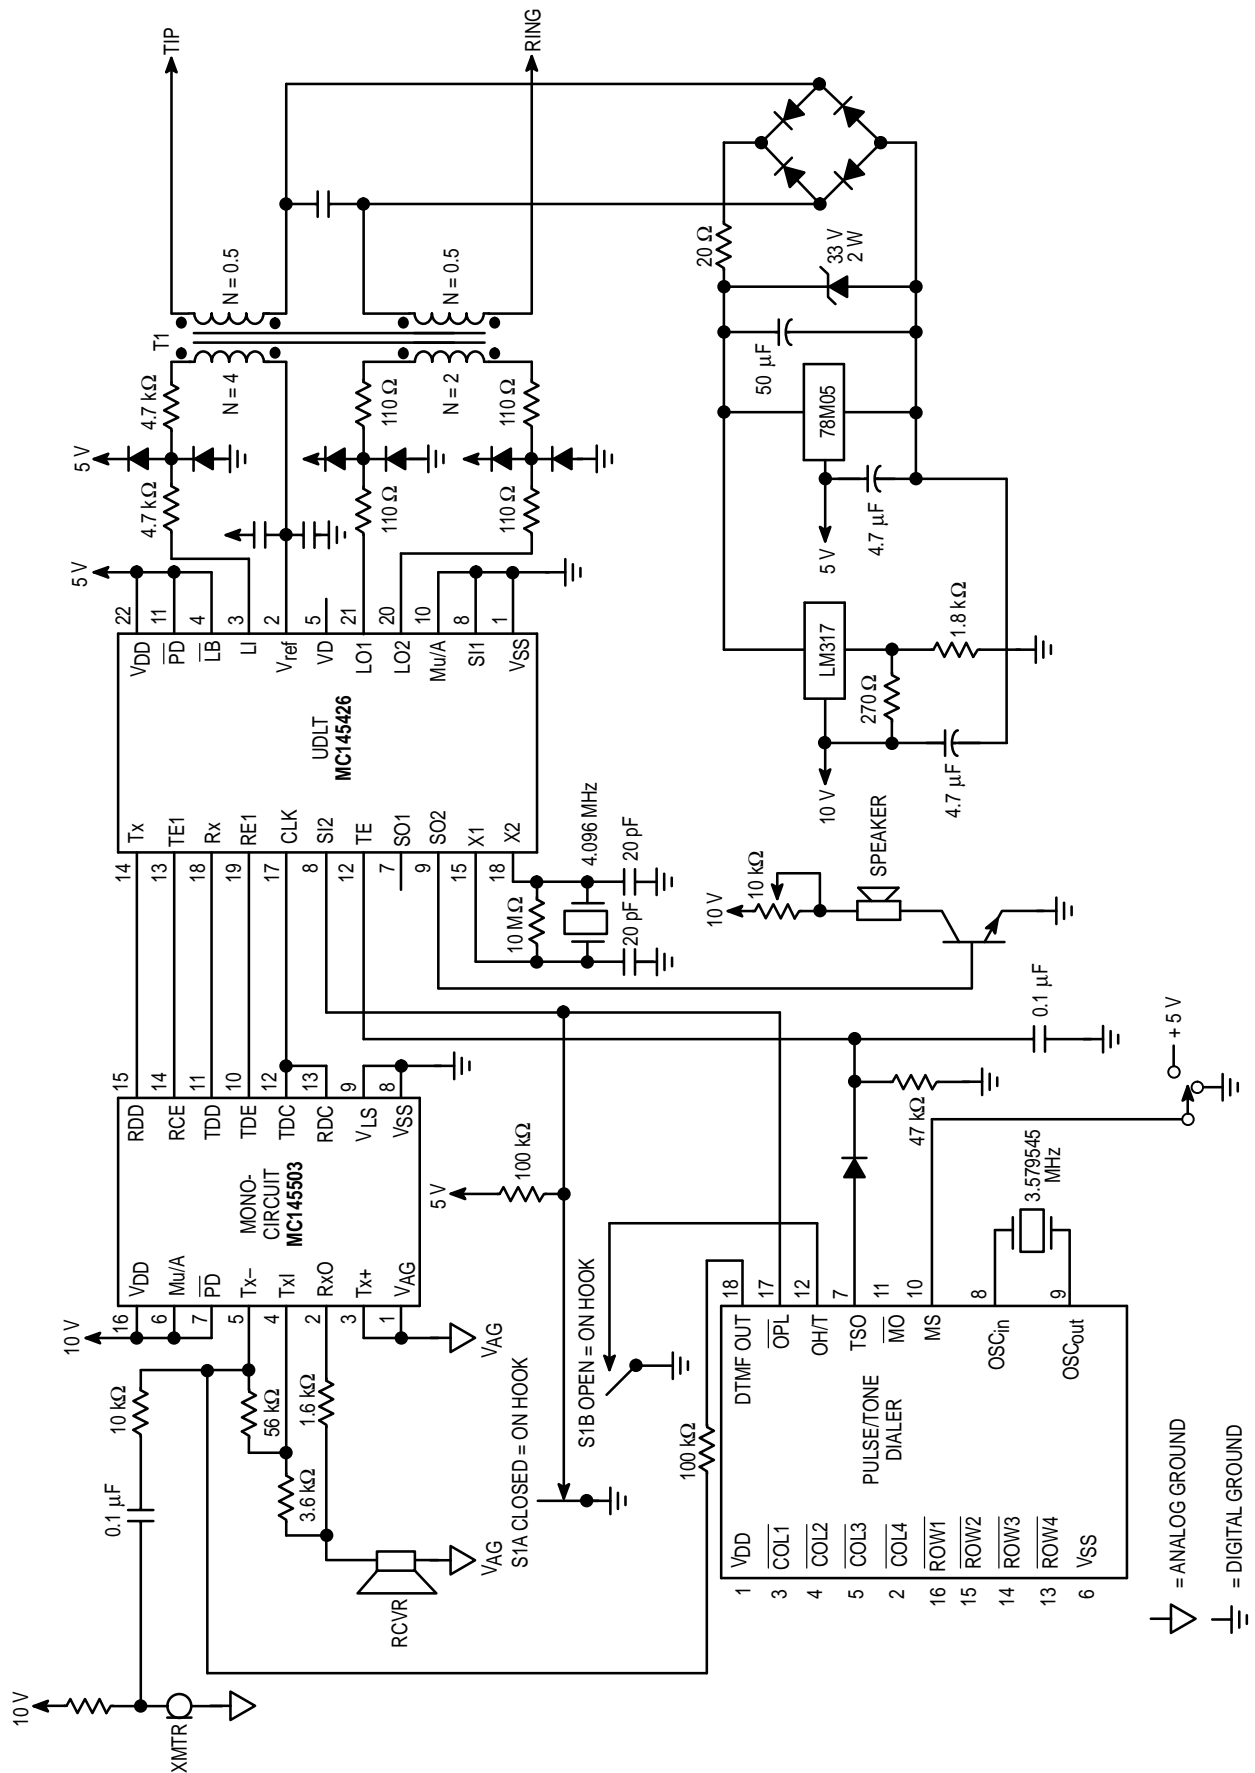 10 V
XMTR
0.1 µF
10 kΩ
56 kΩ
3.6 kΩ
1.6 kΩ
RCVR
VAG
VAG
10 V
16
6
7
5
4
2
3
1
VDD
Mu/A
PD
Tx–
TxI
RxO
Tx+
VAG
MONO-
CIRCUIT
MC145503
RDD
RCE
TDD
TDE
TDC
RDC
VLS
VSS
15
14
11
10
12
13
9
8
14
13
18
19
17
8
12
7
9
15
18
Tx
TE1
Rx
RE1
CLK
SI2
TE
SO1
SO2
X1
X2
UDLT
MC145426
VDD
PD
LB
LI
Vref
VD
LO1
LO2
Mu/A
SI1
VSS
22
11
4
3
2
5
21
20
10
8
1
5 V
5 V
4.7 kΩ
4.7 kΩ
110 Ω
110 Ω
110 Ω
110 Ω
T1
N = 4
N = 2
N = 0.5
N = 0.5
TIP
RING
10 MΩ
4.096 MHz
20 pF
20 pF
5 V
100 kΩ
S1A CLOSED = ON HOOK
S1B OPEN = ON HOOK
100 kΩ
1
3
4
5
2
16
15
14
13
6
VDD
COL1
COL2
COL3
COL4
ROW1
ROW2
ROW3
ROW4
VSS
PULSE/TONE
DIALER
DTMF OUT
OPL
OH/T
TSO
MO
MS
OSCin
OSCout
18
17
12
7
11
10
8
9
3.579545
MHz
47 kΩ
0.1 µF
+ 5 V
10 V
10 kΩ
SPEAKER
10 V
4.7 µF
270 Ω
LM317
1.8 kΩ
5 V
4.7 µF
78M05
50 µF
33 V
2 W
20 Ω
= ANALOG GROUND
= DIGITAL GROUND